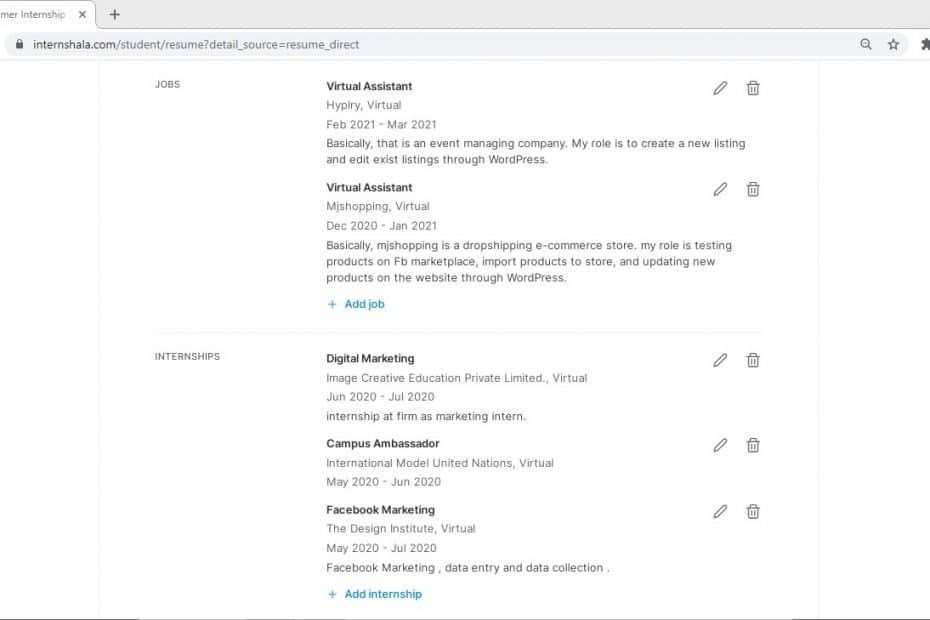 mer Internship
internshala.com/student/resume?detail_source=resume_direct
JOBS
Virtual Assistant
Hyplry, Virtual
Feb 2021 - Mar 2021
Basically, that is an event managing company. My role is to create a new listing
and edit exist listings through WordPress.
Virtual Assistant
Mjshopping, Virtual
Dec 2020 - Jan 2021
Basically, mjshopping is a dropshipping e-commerce store. my role is testing
products on Fb marketplace, import products to store, and updating new
products on the website through WordPress.
+ Add job
INTERNSHIPS
Digital Marketing
Image Creative Education Private Limited., Virtual
Jun 2020 - Jul 2020
internship at firm as marketing intern.
Campus Ambassador
International Model United Nations, Virtual
May 2020 - Jun 2020
Facebook Marketing
The Design Institute, Virtual
May 2020 - Jul 2020
Facebook Marketing , data entry and data collection .
+ Add internship